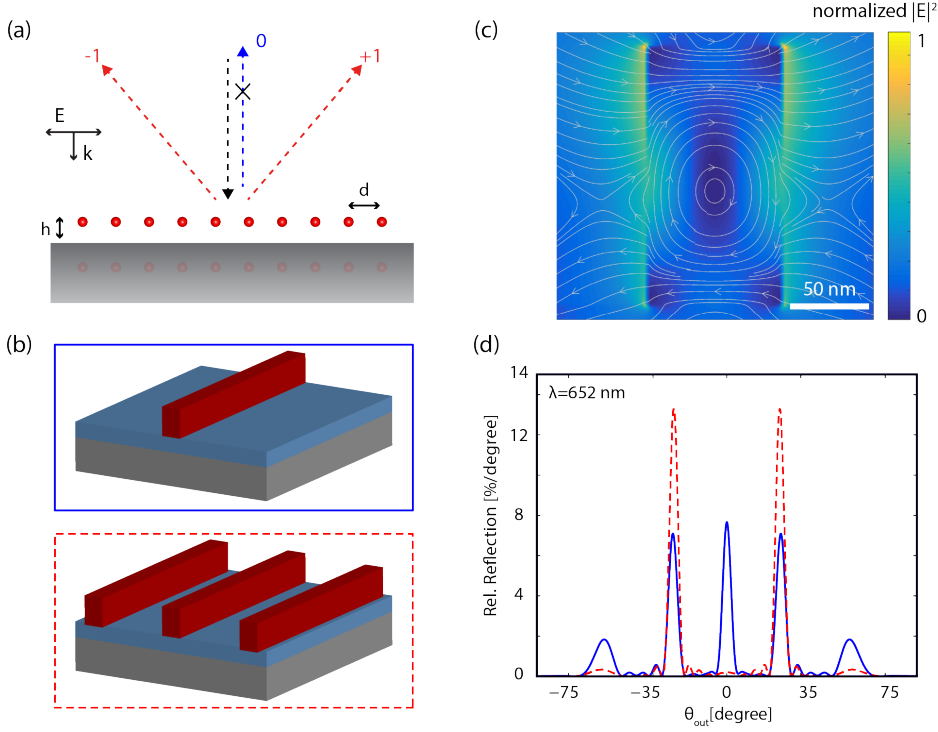 (a)
0
-1
+1
E
k
d
h
(b)
(c)
normalized |E|²
1
50 nm
0
(d)
14
λ=652 nm
12
8
4
0
Rel. Reflection [%/degree]
−75
−35
0
35
75
θout[degree]